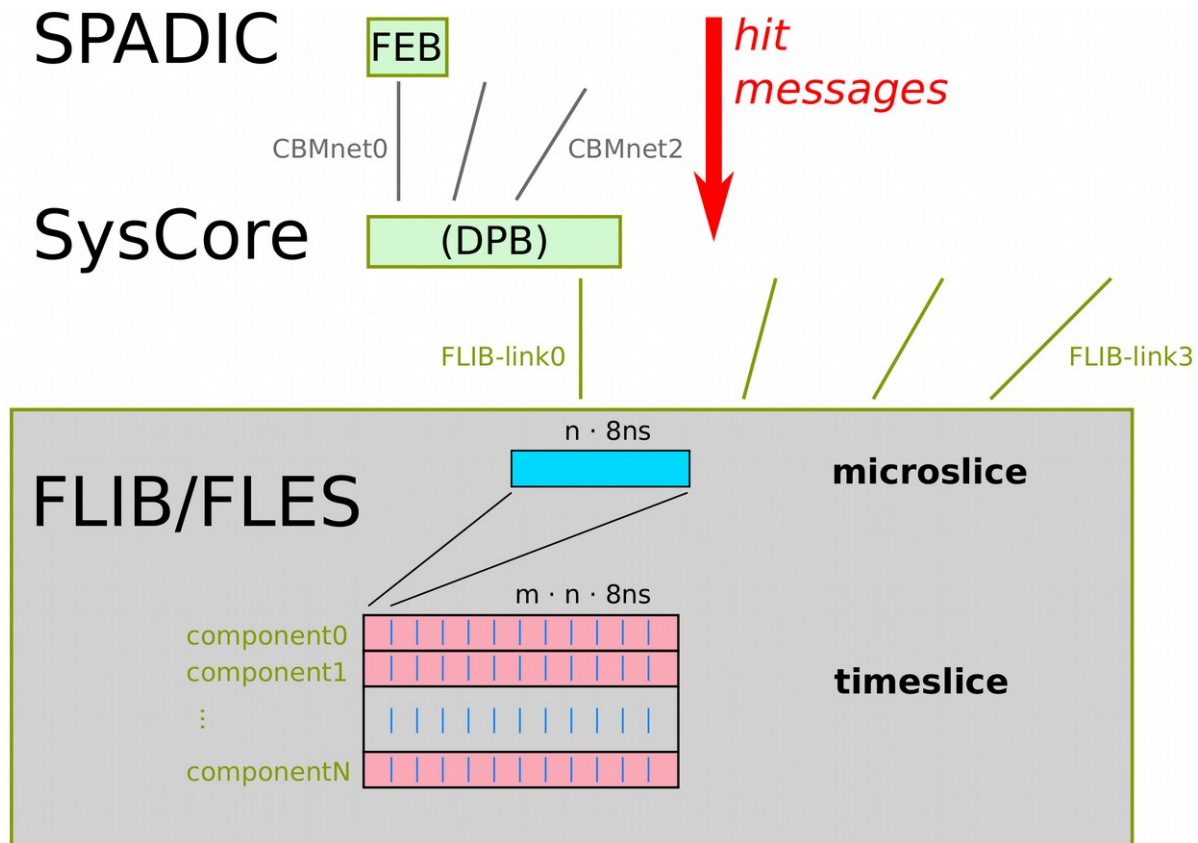 SPADIC
FEB
hit
messages
CBMnet0
CBMnet2
SysCore
(DPB)
FLIB-link0
FLIB-link3
n · 8ns
microslice
FLIB/FLES
m · n · 8ns
component0
component1
timeslice
⋮
componentN